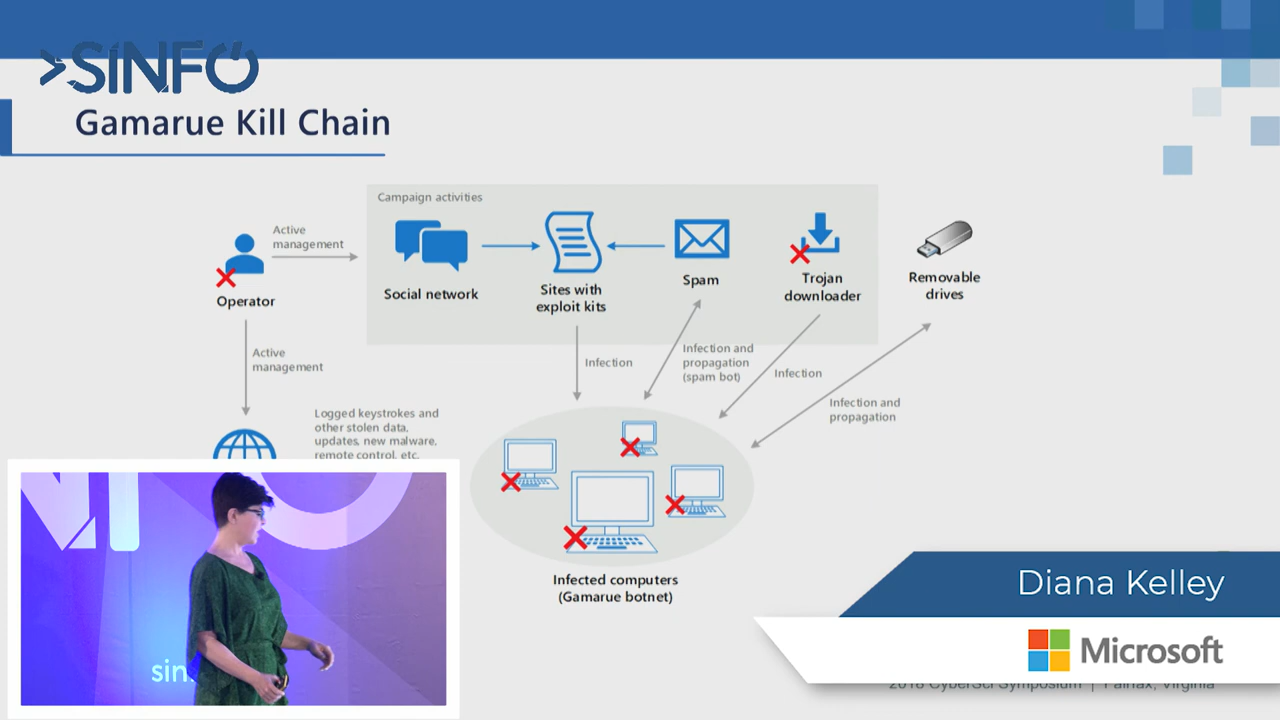 >SINFO
Gamarue Kill Chain
Campaign activities
Active
management
Operator
Social network
Sites with
exploit kits
Spam
Trojan
downloader
Removable
drives
Active
management
Infection
Infection and
propagation
(spam bot)
Infection
Infection and
propagation
Logged keystrokes and
other stolen data,
updates, new malware,
remote control, etc.
Infected computers
(Gamarue botnet)
sin
Diana Kelley
Microsoft
2018 CyberSci Symposium | Fairfax, Virginia